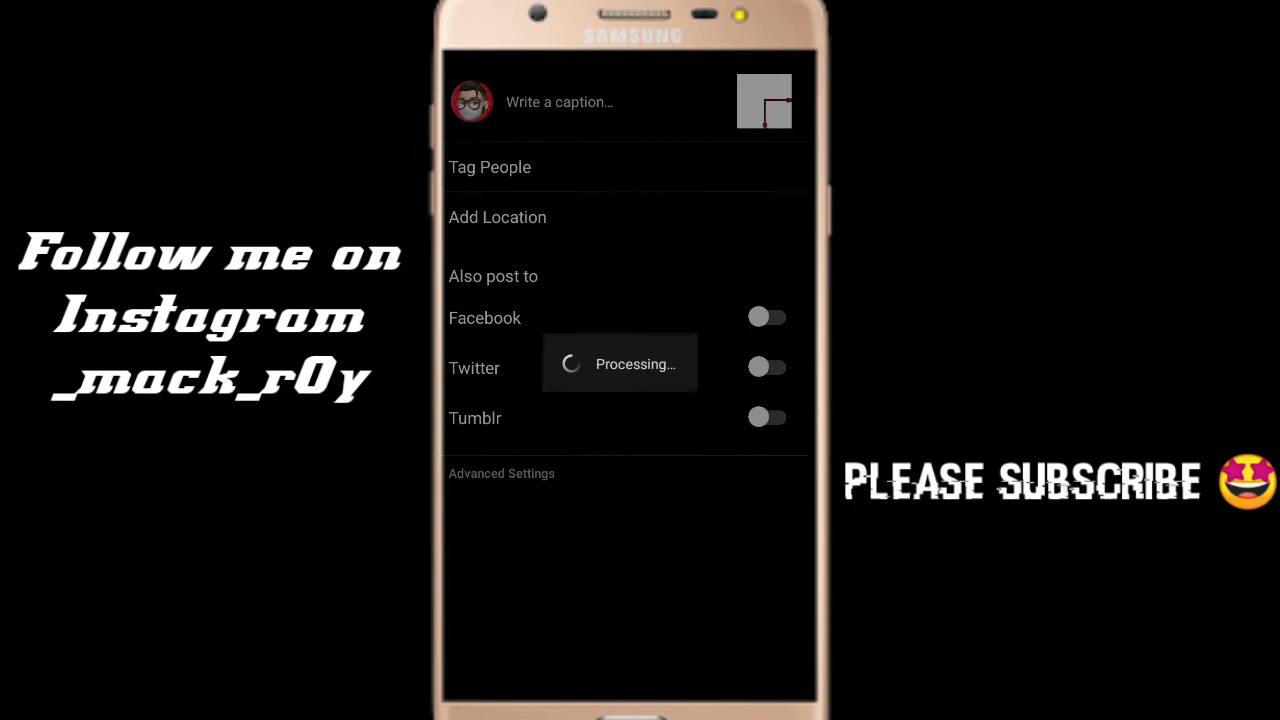 SAMSUNG
Write a caption...
Tag People
Add Location
Also post to
Facebook
Processing...
Twitter
Tumblr
Advanced Settings
Follow me on
Instagram
_mack_r0y
PLEASE SUBSCRIBE 🤩